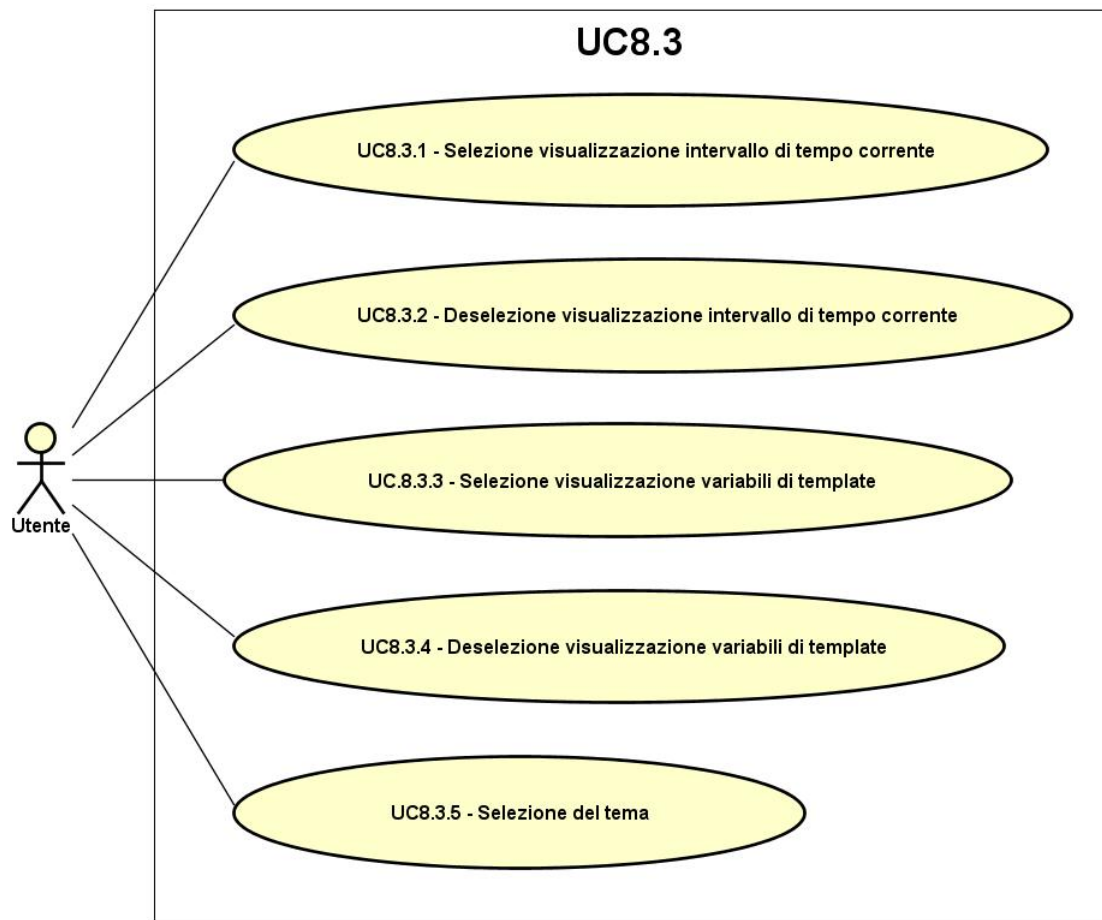 UC8.3
UC8.3.1 - Selezione visualizzazione intervallo di tempo corrente
UC8.3.2 - Deselezione visualizzazione intervallo di tempo corrente
UC.8.3.3 - Selezione visualizzazione variabili di template
Utente
UC8.3.4 - Deselezione visualizzazione variabili di template
UC8.3.5 - Selezione del tema